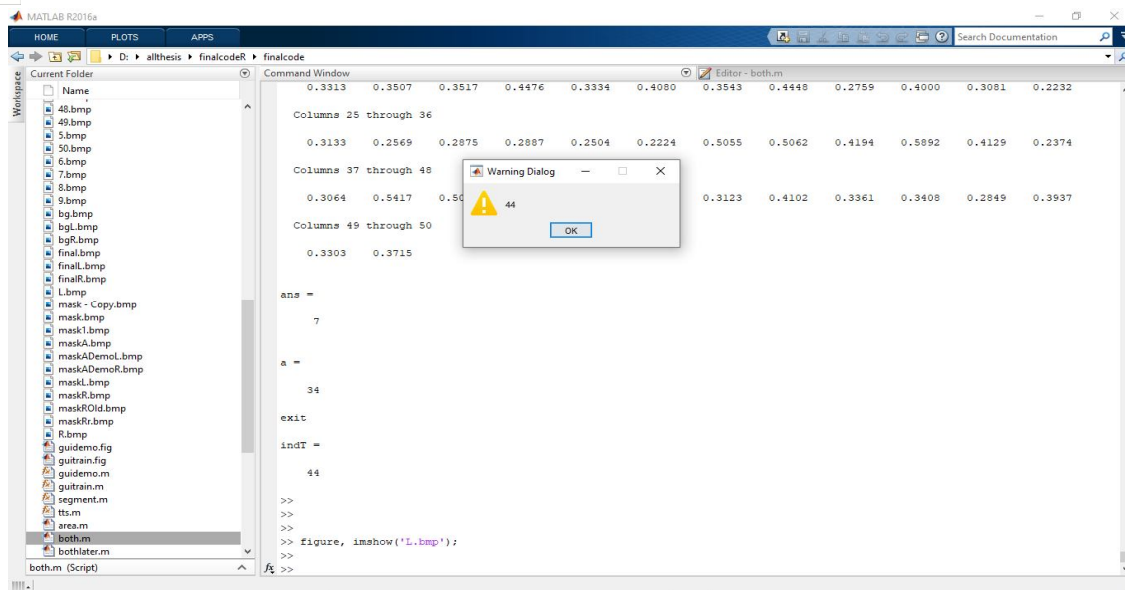 MATLAB R2016a
HOME PLOTS APPS Search Documentation
D: ▸ allthesis ▸ finalcodeR ▸ finalcode
Workspace
Current Folder
Name
48.bmp
49.bmp
5.bmp
50.bmp
6.bmp
7.bmp
8.bmp
9.bmp
bg.bmp
bgL.bmp
bgR.bmp
final.bmp
finalL.bmp
finalR.bmp
L.bmp
mask - Copy.bmp
mask.bmp
mask1.bmp
maskA.bmp
maskADemoL.bmp
maskADemoR.bmp
maskL.bmp
maskR.bmp
maskROld.bmp
maskRr.bmp
R.bmp
guidemo.fig
guitrain.fig
guidemo.m
guitrain.m
segment.m
tts.m
area.m
both.m
bothlater.m
both.m (Script)
Command Window
Editor - both.m
0.3313 0.3507 0.3517 0.4476 0.3334 0.4080 0.3543 0.4448 0.2759 0.4000 0.3081 0.2232
Columns 25 through 36
0.3133 0.2569 0.2875 0.2887 0.2504 0.2224 0.5055 0.5062 0.4194 0.5892 0.4129 0.2374
Columns 37 through 48
0.3064 0.5417 0.3123 0.4102 0.3361 0.3408 0.2849 0.3937
Columns 49 through 50
0.3303 0.3715
ans =
7
a =
34
exit
indT =
44
>>
>>
>>
>> figure, imshow('L.bmp');
>>
fx >>
Warning Dialog
44
OK